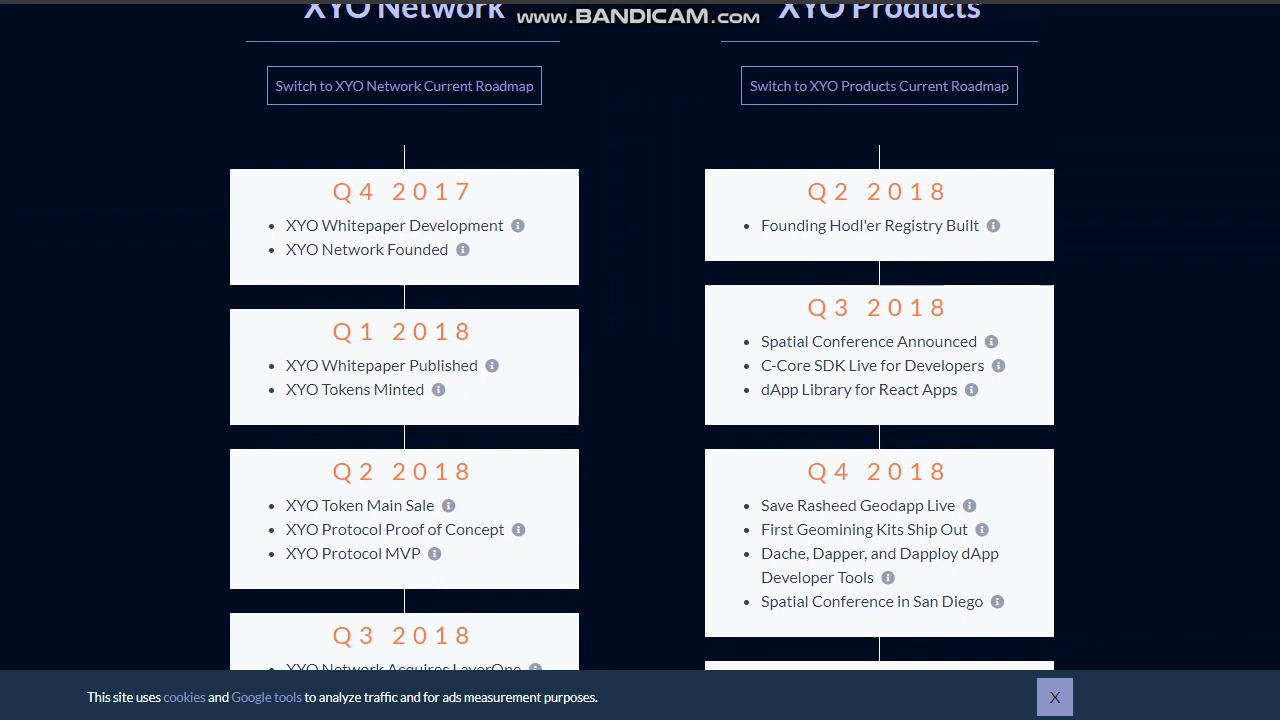 XYO Network
www.BANDICAM.com
XYO Products
Switch to XYO Network Current Roadmap
Switch to XYO Products Current Roadmap
Q4 2017
XYO Whitepaper Development
XYO Network Founded
Q1 2018
XYO Whitepaper Published
XYO Tokens Minted
Q2 2018
XYO Token Main Sale
XYO Protocol Proof of Concept
XYO Protocol MVP
Q3 2018
XYO Network Acquires LayerOne
Q2 2018
Founding Hodl'er Registry Built
Q3 2018
Spatial Conference Announced
C-Core SDK Live for Developers
dApp Library for React Apps
Q4 2018
Save Rasheed Geodapp Live
First Geomining Kits Ship Out
Dache, Dapper, and Dapploy dApp
Developer Tools
Spatial Conference in San Diego
This site uses cookies and Google tools to analyze traffic and for ads measurement purposes.
X